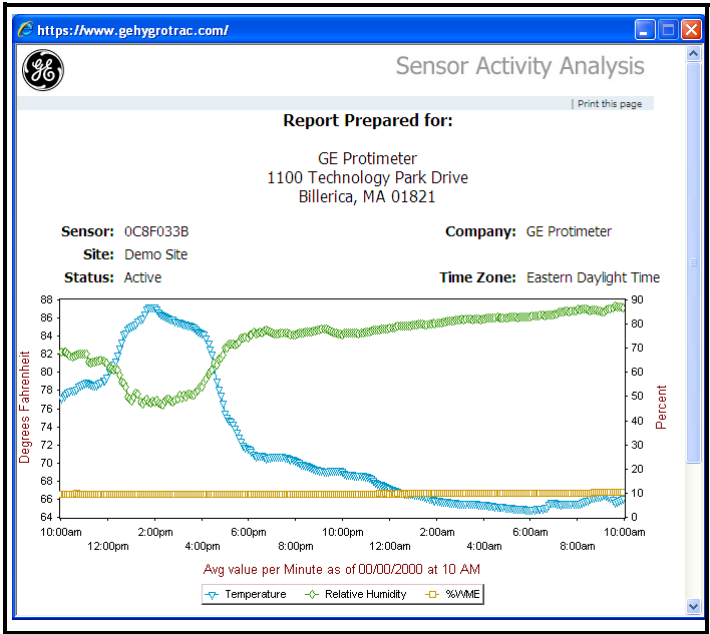 https://www.gehygrotrac.com/
GE
Sensor Activity Analysis
| Print this page
Report Prepared for:
GE Protimeter
1100 Technology Park Drive
Billerica, MA 01821
Sensor: 0C8F033B
Company: GE Protimeter
Site: Demo Site
Status: Active
Time Zone: Eastern Daylight Time
Degrees Fahrenheit
88
86
84
82
80
78
76
74
72
70
68
66
64
90
80
70
60
50
40
30
20
10
0
Percent
10:00am 2:00pm 6:00pm 10:00pm 2:00am 6:00am 10:00am
12:00pm 4:00pm 8:00pm 12:00am 4:00am 8:00am
Avg value per Minute as of 00/00/2000 at 10 AM
Temperature Relative Humidity %WME